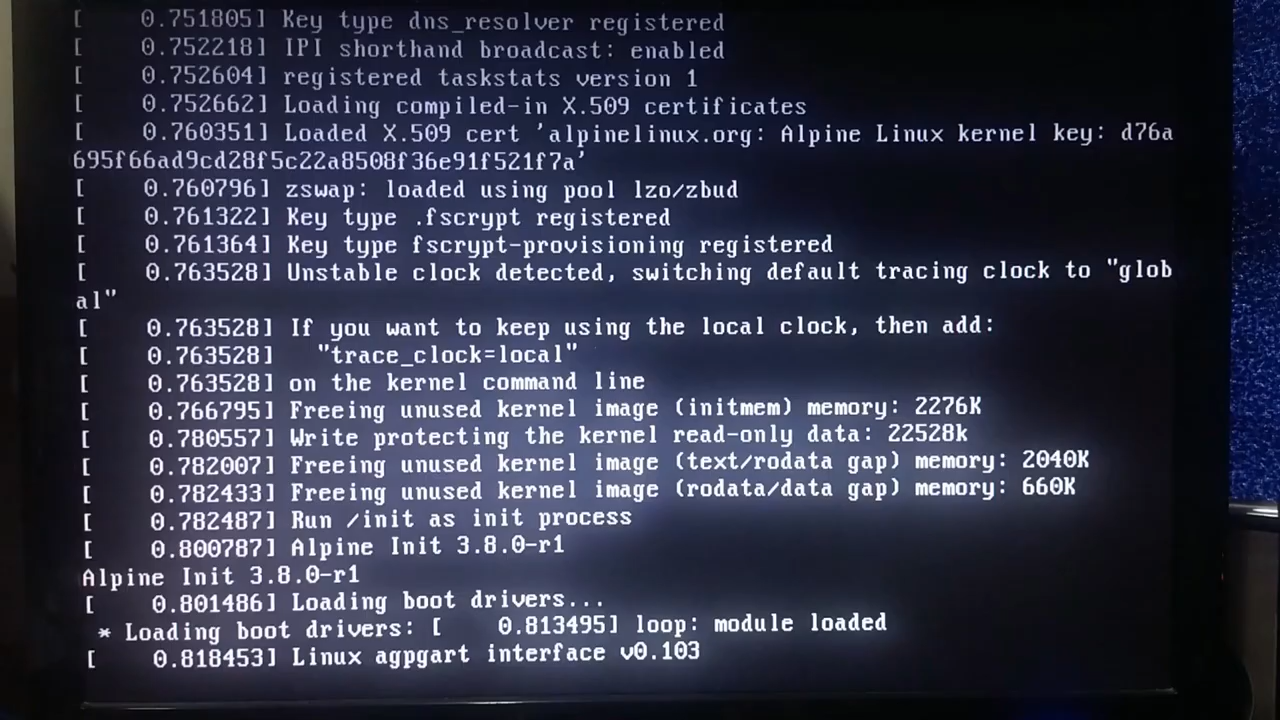 [    0.751805] Key type dns_resolver registered
[    0.752218] IPI shorthand broadcast: enabled
[    0.752604] registered taskstats version 1
[    0.752662] Loading compiled-in X.509 certificates
[    0.760351] Loaded X.509 cert 'alpinelinux.org: Alpine Linux kernel key: d76a
695f66ad9cd28f5c22a8508f36e91f521f7a'
[    0.760796] zswap: loaded using pool lzo/zbud
[    0.761322] Key type .fscrypt registered
[    0.761364] Key type fscrypt-provisioning registered
[    0.763528] Unstable clock detected, switching default tracing clock to "glob
al"
[    0.763528] If you want to keep using the local clock, then add:
[    0.763528]   "trace_clock=local"
[    0.763528] on the kernel command line
[    0.766795] Freeing unused kernel image (initmem) memory: 2276K
[    0.780557] Write protecting the kernel read-only data: 22528k
[    0.782007] Freeing unused kernel image (text/rodata gap) memory: 2040K
[    0.782433] Freeing unused kernel image (rodata/data gap) memory: 660K
[    0.782487] Run /init as init process
[    0.800787] Alpine Init 3.8.0-r1
Alpine Init 3.8.0-r1
[    0.801486] Loading boot drivers...
 * Loading boot drivers: [    0.813495] loop: module loaded
[    0.818453] Linux agpgart interface v0.103